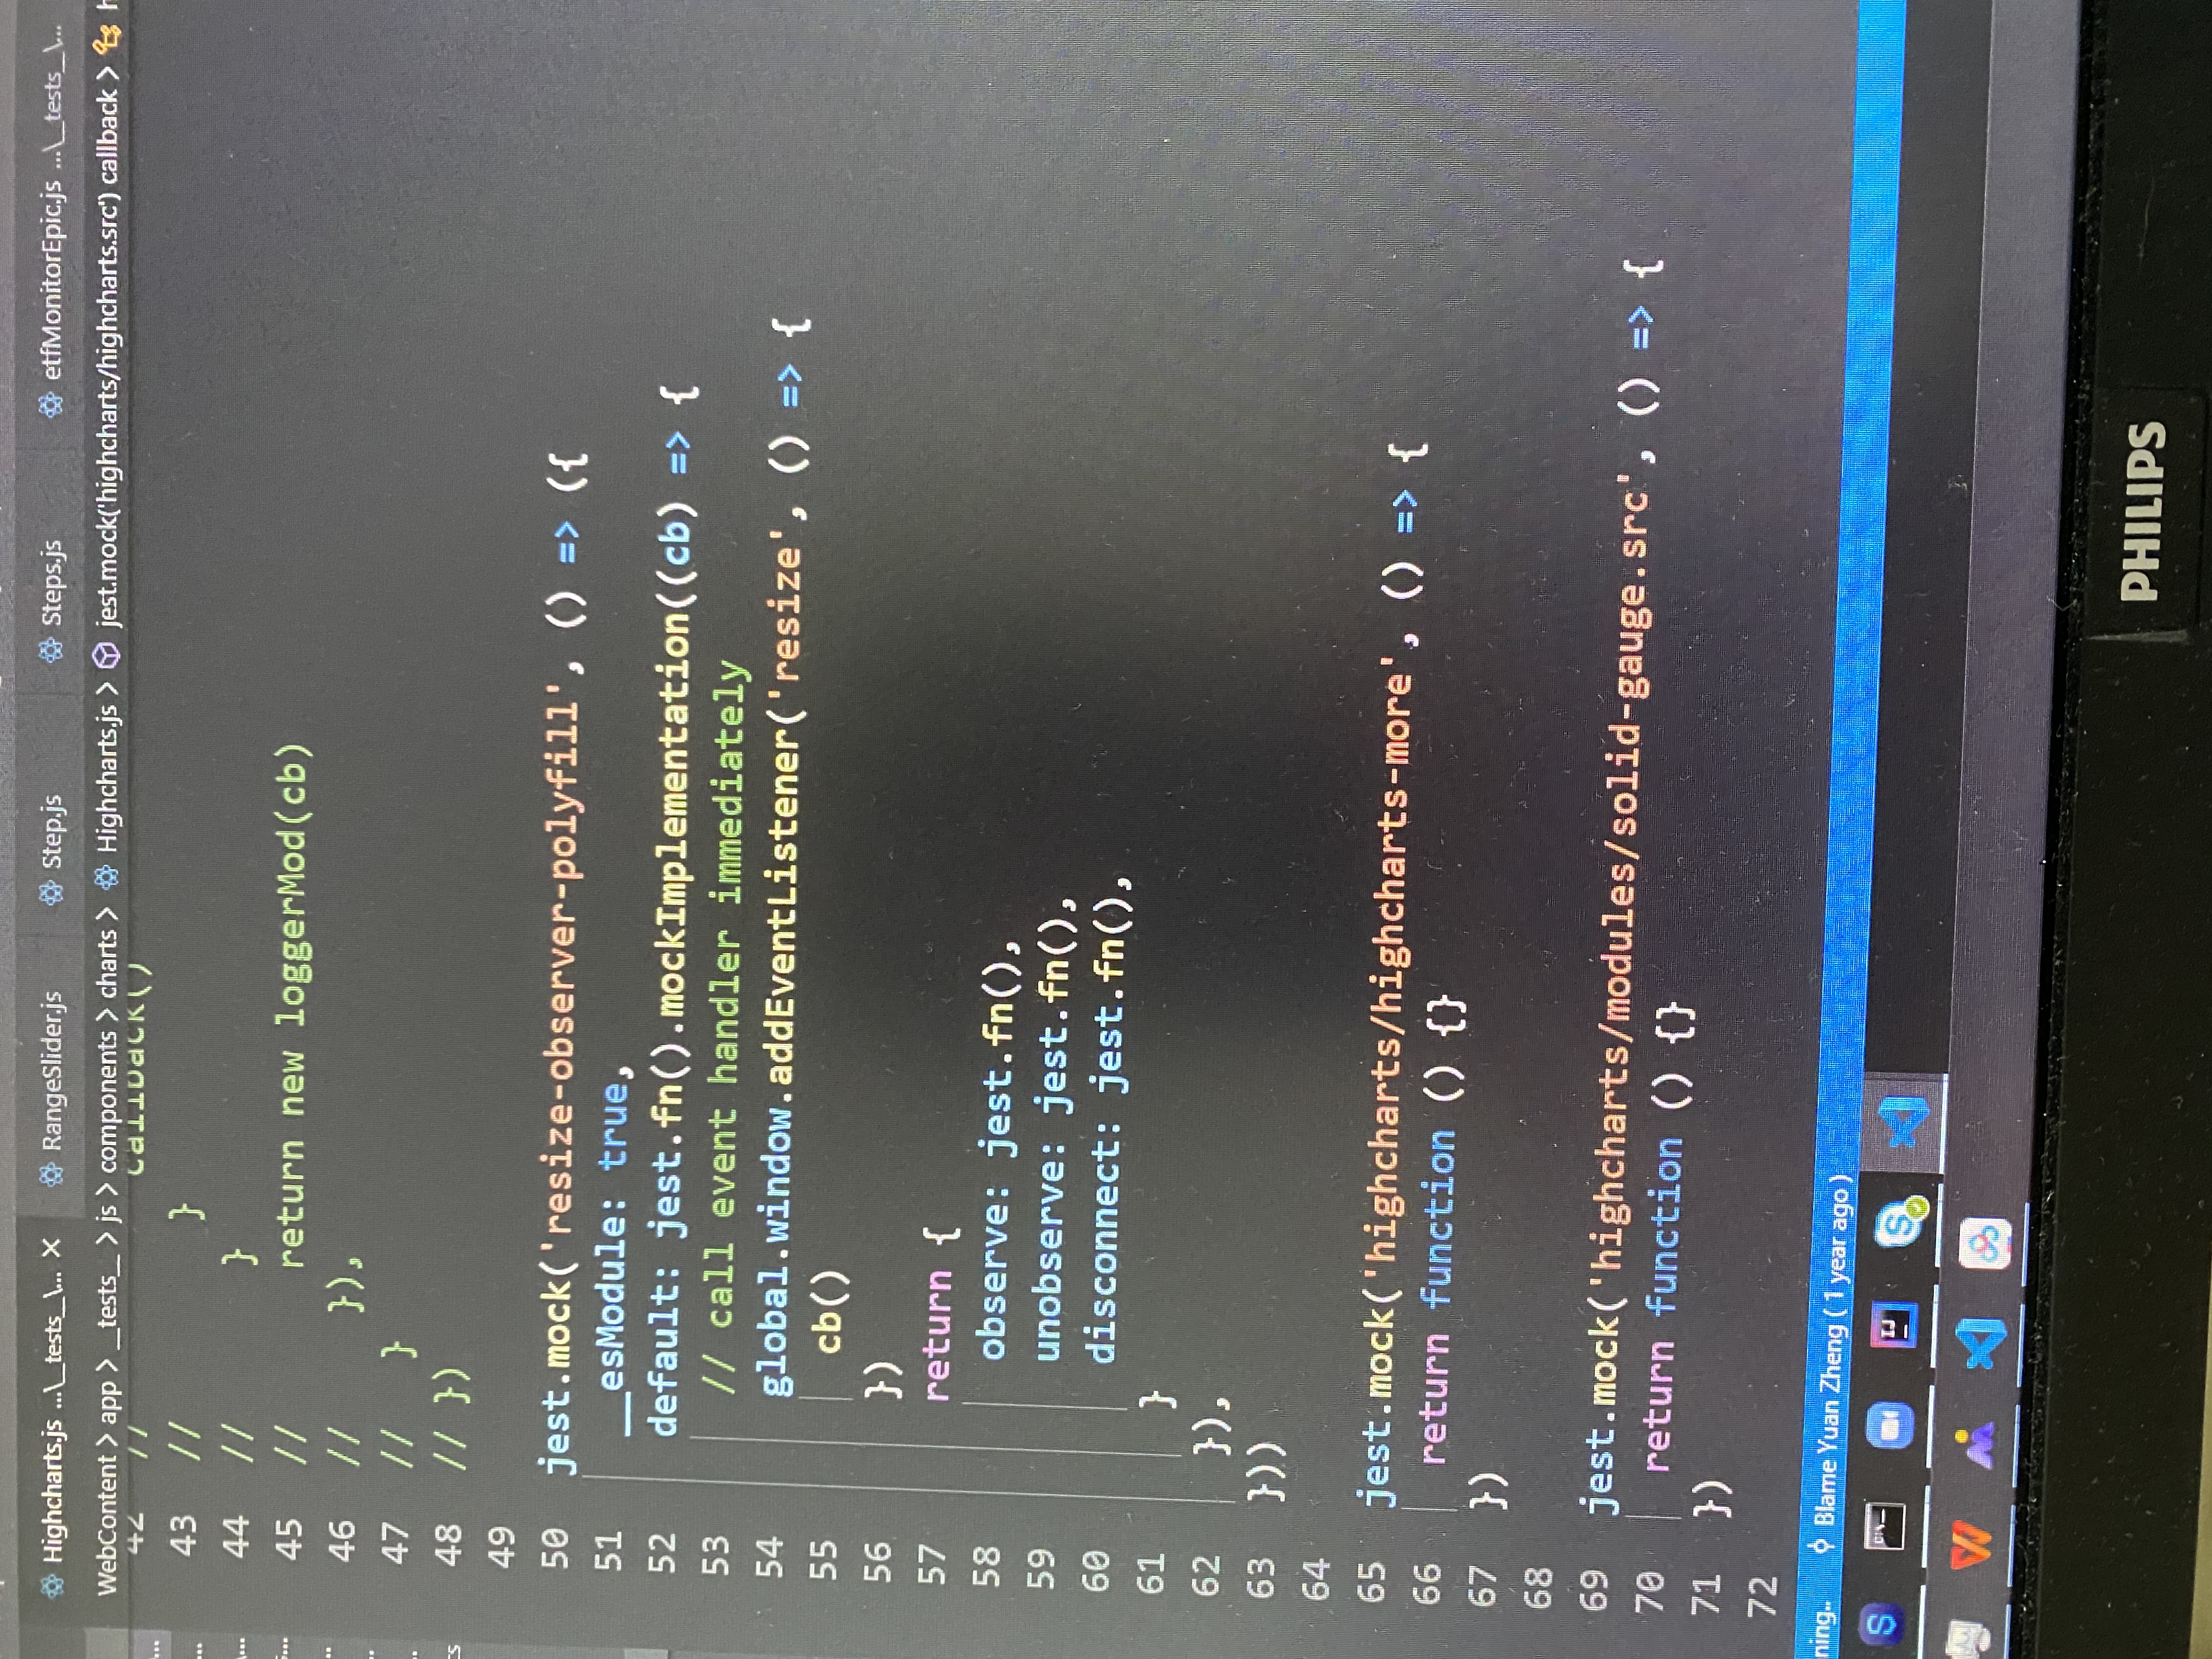 Highcharts.js ...\__tests__\... × RangeSlider.js Step.js Steps.js etfMonitorEpic.js ...\__tests__\...
WebContent > app > __tests__ > js > components > charts > Highcharts.js > jest.mock('highcharts/highcharts.src') callback > h
42 // callback()
43 // }
44 // }
45 // return new loggerMod(cb)
46 // }),
47 // }
48 // })
49
50 jest.mock('resize-observer-polyfill', () => ({
51 __esModule: true,
52 default: jest.fn().mockImplementation((cb) => {
53 // call event handler immediately
54 global.window.addEventListener('resize', () => {
55 cb()
56 })
57 return {
58 observe: jest.fn(),
59 unobserve: jest.fn(),
60 disconnect: jest.fn(),
61 }
62 }),
63 }))
64
65 jest.mock('highcharts/highcharts-more', () => {
66 return function () {}
67 })
68
69 jest.mock('highcharts/modules/solid-gauge.src', () => {
70 return function () {}
71 })
72
ning.. Blame Yuan Zheng ( 1 year ago )
PHILIPS